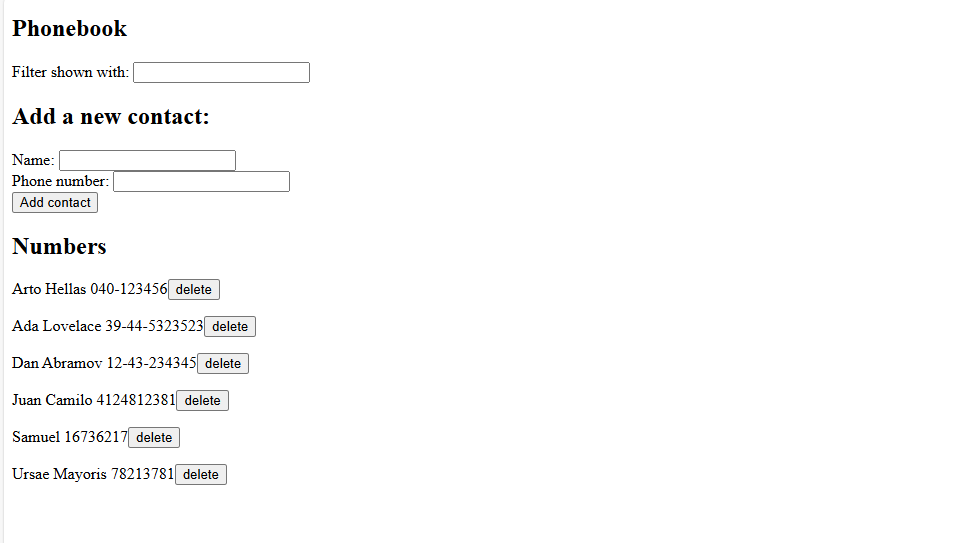 Phonebook
Filter shown with:
Add a new contact:
Name:
Phone number:
Add contact
Numbers
Arto Hellas 040-123456 delete
Ada Lovelace 39-44-5323523 delete
Dan Abramov 12-43-234345 delete
Juan Camilo 4124812381 delete
Samuel 16736217 delete
Ursae Mayoris 78213781 delete